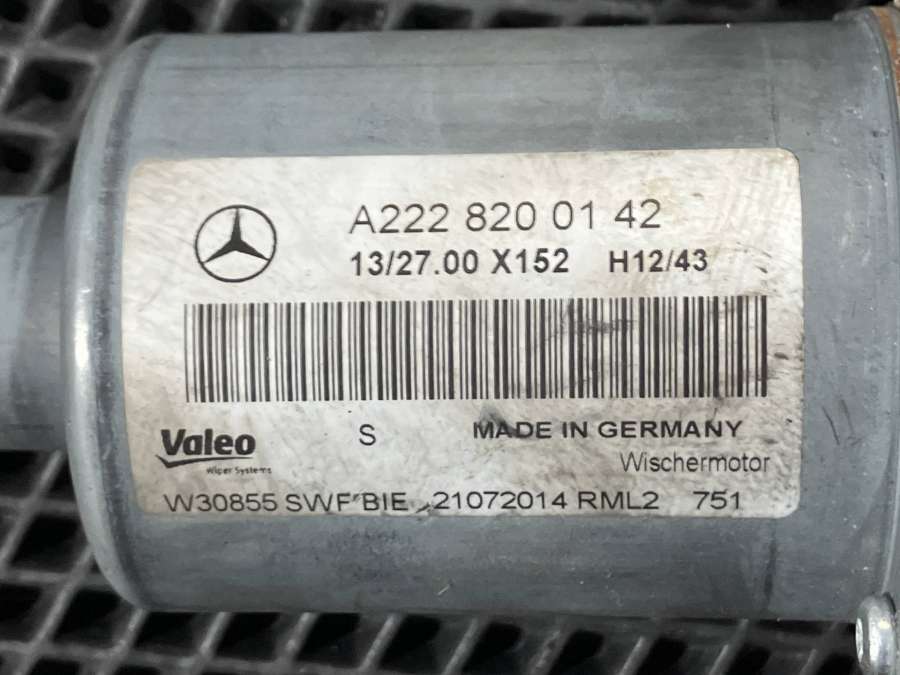 A222 820 01 42
13/27.00 X152 H12/43
Valeo S MADE IN GERMANY
Wiper Systems Wischermotor
W30855 SWF BIE 21072014 RML2 751